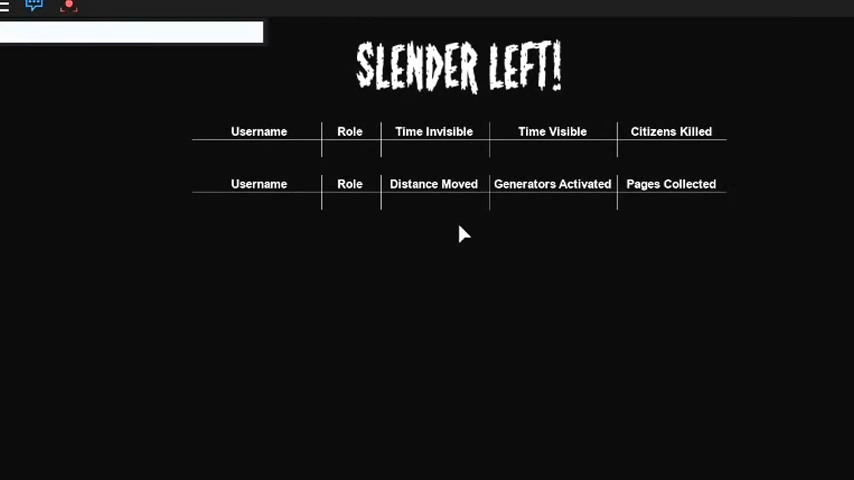 SLENDER LEFT!
Username Role Time Invisible Time Visible Citizens Killed
Username Role Distance Moved Generators Activated Pages Collected